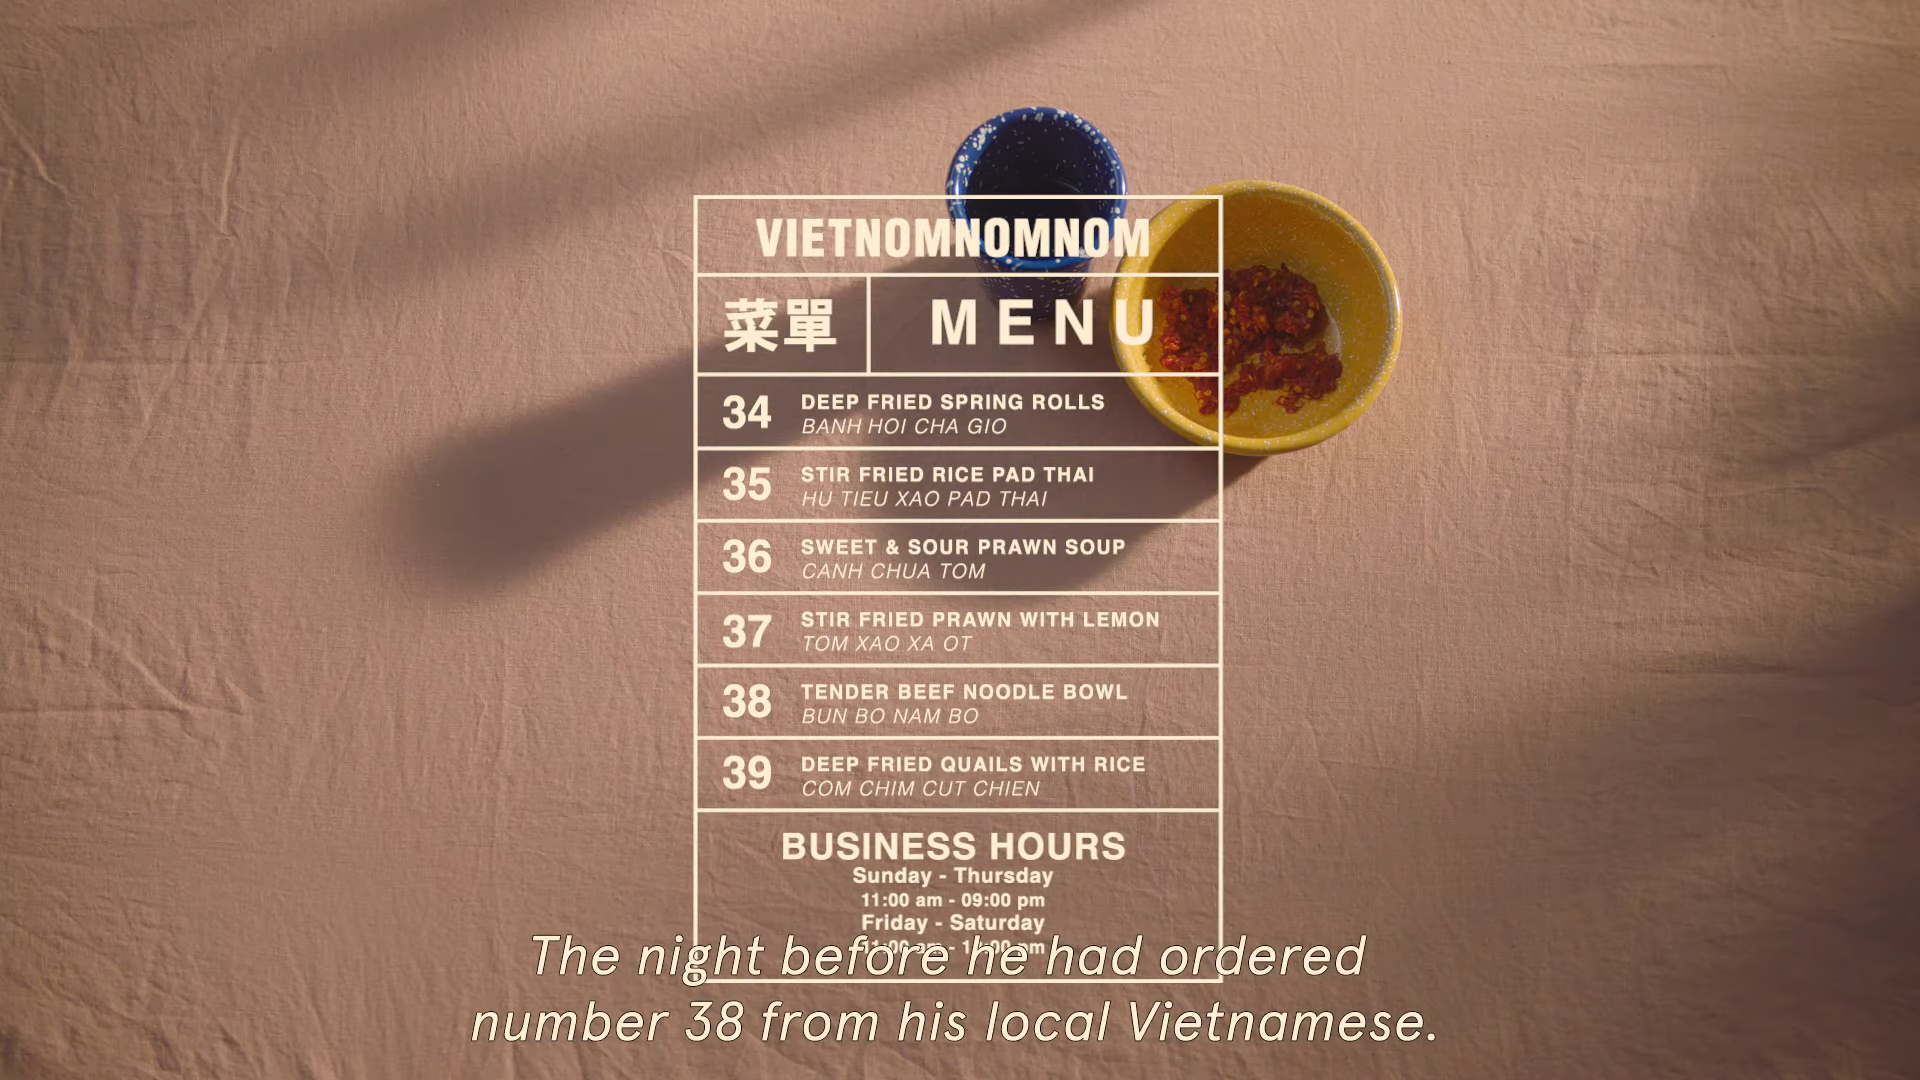 VIETNOMNOMNOM
菜單 MENU
34 DEEP FRIED SPRING ROLLS
BANH HOI CHA GIO
35 STIR FRIED RICE PAD THAI
HU TIEU XAO PAD THAI
36 SWEET & SOUR PRAWN SOUP
CANH CHUA TOM
37 STIR FRIED PRAWN WITH LEMON
TOM XAO XA OT
38 TENDER BEEF NOODLE BOWL
BUN BO NAM BO
39 DEEP FRIED QUAILS WITH RICE
COM CHIM CUT CHIEN
BUSINESS HOURS
Sunday - Thursday
11:00 am - 09:00 pm
Friday - Saturday
The night before he had ordered
number 38 from his local Vietnamese.